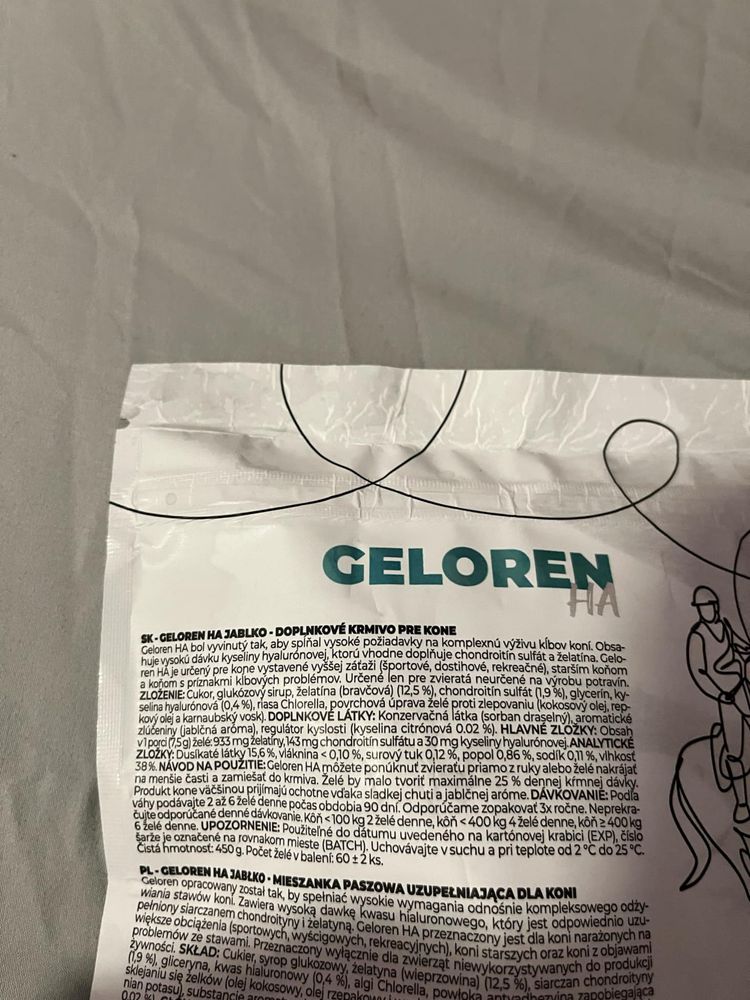 GELOREN
HA
SK - GELOREN HA JABLKO - DOPLNKOVÉ KRMIVO PRE KONE
Geloren HA bol vyvinutý tak, aby spĺňal vysoké požiadavky na komplexnú výživu kĺbov koní. Obsa-
huje vysokú dávku kyseliny hyalurónovej, ktorú vhodne doplňuje chondroitín sulfát a želatína. Gelo-
ren HA je určený pre kone vystavené vyššej záťaži (športové, dostihové, rekreačné), starším koňom
a koňom s príznakmi kĺbových problémov. Určené len pre zvieratá neurčené na výrobu potravín.
ZLOŽENIE: Cukor, glukózový sirup, želatína (bravčová) (12,5 %), chondroitín sulfát (1,9 %), glycerín, ky-
selina hyalurónová (0,4 %), riasa Chlorella, povrchová úprava želé proti zlepovaniu (kokosový olej, rep-
kový olej a karnaubský vosk). DOPLNKOVÉ LÁTKY: Konzervačná látka (sorban draselný), aromatické
zlúčeniny (jablčná aróma), regulátor kyslosti (kyselina citrónová 0.02 %). HLAVNÉ ZLOŽKY: Obsah
v 1 porci (7,5 g) želé: 933 mg želatíny, 143 mg chondroitín sulfátu a 30 mg kyseliny hyalurónovej. ANALYTICKÉ
ZLOŽKY: Dusíkaté látky 15,6 %, vláknina < 0,10 %, surový tuk 0,12 %, popol 0,86 %, sodík 0,11 %, vlhkosť
38 %. NÁVOD NA POUŽITIE: Geloren HA môžete ponúknuť zvieraťu priamo z ruky alebo želé nakrájať
na menšie časti a zamiešať do krmiva. Želé by malo tvoriť maximálne 25 % dennej kŕmnej dávky.
Produkt kone väčšinou prijímajú ochotne vďaka sladkej chuti a jablčnej aróme. DÁVKOVANIE: Podľa
váhy podávajte 2 až 6 želé denne počas obdobia 90 dní. Odporúčame zopakovať 3x ročne. Neprekra-
čujte odporúčané denné dávkovanie. Kôň < 100 kg 2 želé denne, kôň < 400 kg 4 želé denne, kôň ≥ 400 kg
6 želé denne. UPOZORNENIE: Použiteľné do dátumu uvedeného na kartónovej krabici (EXP), číslo
šarže je označené na rovnakom mieste (BATCH). Uchovávajte v suchu a pri teplote od 2 °C do 25 °C.
Čistá hmotnosť: 450 g. Počet želé v balení: 60 ± 2 ks.
PL - GELOREN HA JABŁKO - MIESZANKA PASZOWA UZUPEŁNIAJĄCA DLA KONI
Geloren opracowany został tak, by spełniać wysokie wymagania odnośnie kompleksowego odży-
wiania stawów koni. Zawiera wysoką dawkę kwasu hialuronowego, który jest odpowiednio uzu-
pełniony siarczanem chondroityny i żelatyną. Geloren HA przeznaczony jest dla koni narażonych na
większe obciążenia (sportowych, wyścigowych, rekreacyjnych), koni starszych oraz koni z objawami
problemów ze stawami. Przeznaczony wyłącznie dla zwierząt niewykorzystywanych do produkcji
żywności. SKŁAD: Cukier, syrop glukozowy, żelatyna (wieprzowina) (12,5 %), siarczan chondroityny
(1,9 %), gliceryna, kwas hialuronowy (0,4 %), algi Chlorella, powłoka antyadhezyjna zapobiegająca
sklejaniu się żelków (olej kokosowy, olej rzepakowy
nian potasu), substancje
0.02 %).